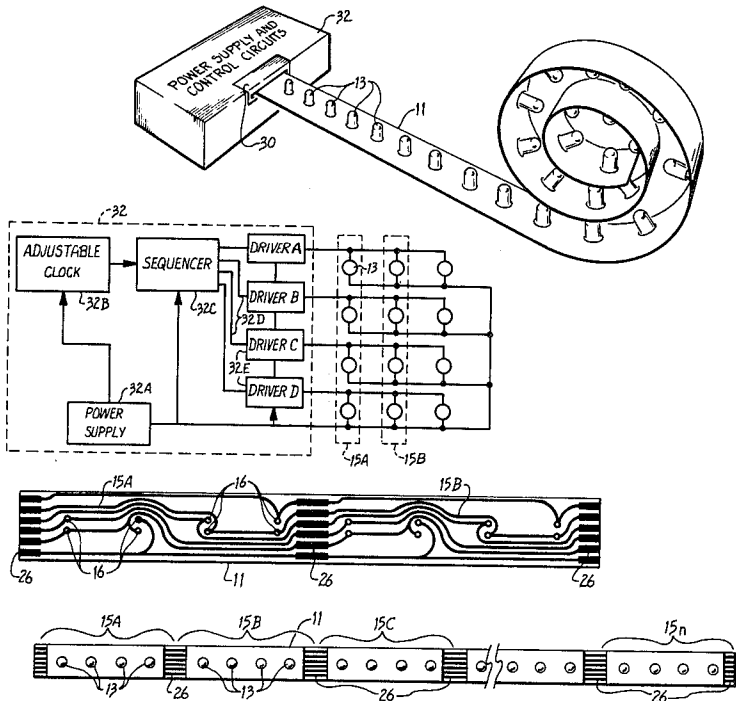 32
POWER SUPPLY AND
CONTROL CIRCUITS
13
11
30
32
ADJUSTABLE
CLOCK
32B
SEQUENCER
32C
DRIVER A
DRIVER B
32D
DRIVER C
32E
DRIVER D
13
32A
POWER
SUPPLY
15A
15B
15A
16
15B
26
16
11
26
26
15A
15B
11
15C
15n
13
26
13
26
26